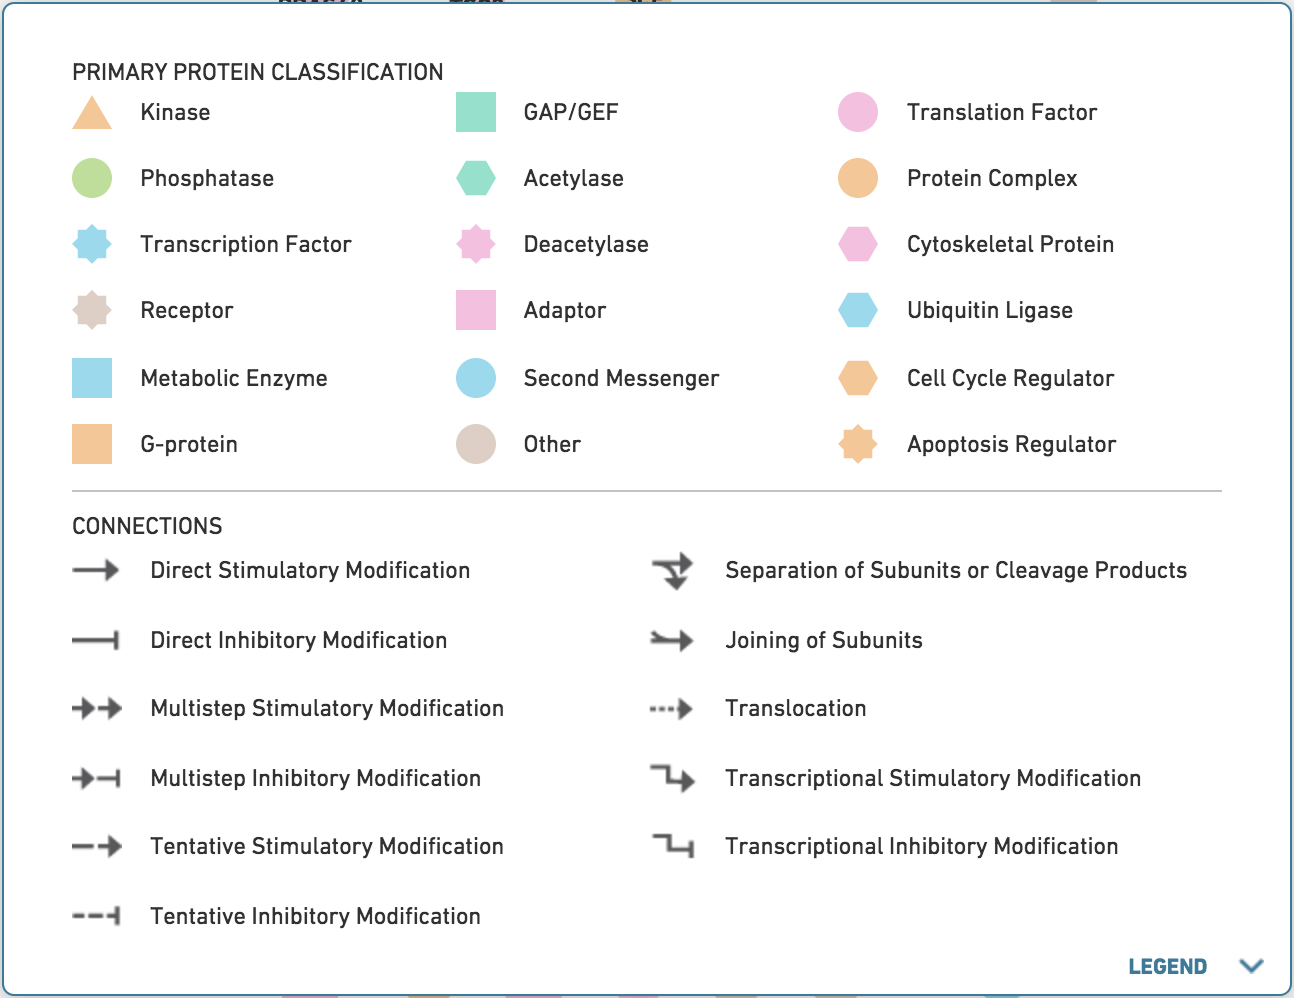 PRIMARY PROTEIN CLASSIFICATION
Kinase
GAP/GEF
Translation Factor
Phosphatase
Acetylase
Protein Complex
Transcription Factor
Deacetylase
Cytoskeletal Protein
Receptor
Adaptor
Ubiquitin Ligase
Metabolic Enzyme
Second Messenger
Cell Cycle Regulator
G-protein
Other
Apoptosis Regulator
CONNECTIONS
Direct Stimulatory Modification
Separation of Subunits or Cleavage Products
Direct Inhibitory Modification
Joining of Subunits
Multistep Stimulatory Modification
Translocation
Multistep Inhibitory Modification
Transcriptional Stimulatory Modification
Tentative Stimulatory Modification
Transcriptional Inhibitory Modification
Tentative Inhibitory Modification
LEGEND